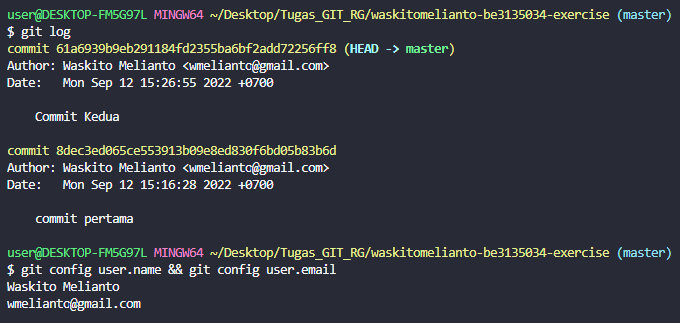 user@DESKTOP-FM5G97L MINGW64 ~/Desktop/Tugas_GIT_RG/waskitomelianto-be3135034-exercise (master)
$ git log
commit 61a6939b9eb291184fd2355ba6bf2add72256ff8 (HEAD -> master)
Author: Waskito Melianto <wmelianto@gmail.com>
Date:   Mon Sep 12 15:26:55 2022 +0700
    Commit Kedua
commit 8dec3ed065ce553913b09e8ed830f6bd05b83b6d
Author: Waskito Melianto <wmelianto@gmail.com>
Date:   Mon Sep 12 15:16:28 2022 +0700
    commit pertama
user@DESKTOP-FM5G97L MINGW64 ~/Desktop/Tugas_GIT_RG/waskitomelianto-be3135034-exercise (master)
$ git config user.name && git config user.email
Waskito Melianto
wmelianto@gmail.com